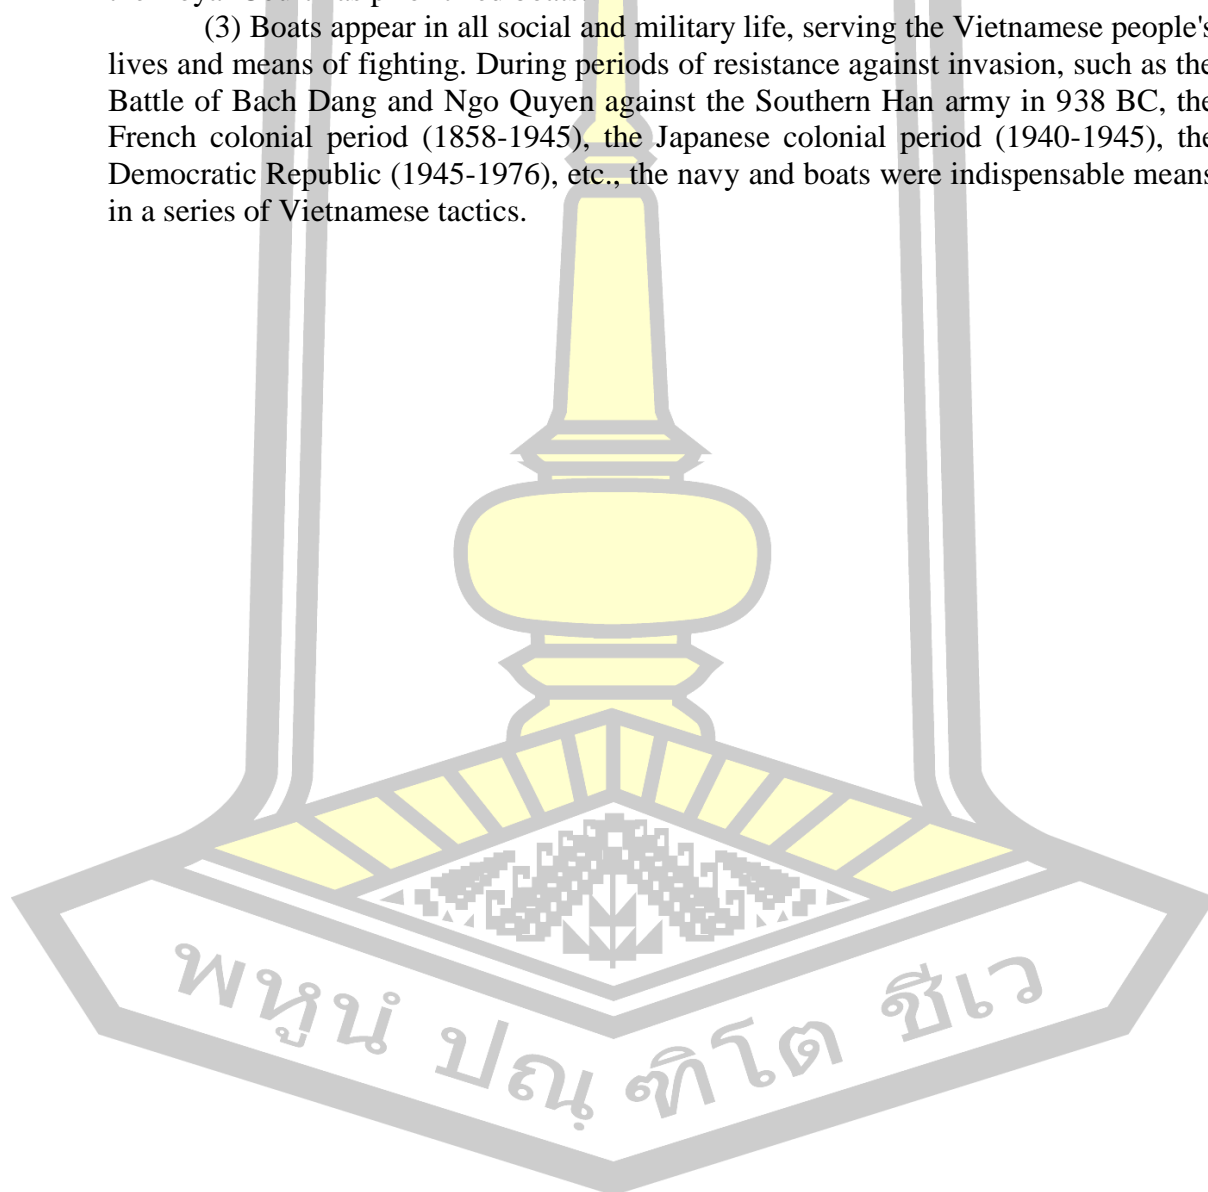 (3) Boats appear in all social and military life, serving the Vietnamese people's
lives and means of fighting. During periods of resistance against invasion, such as the
Battle of Bach Dang and Ngo Quyen against the Southern Han army in 938 BC, the
French colonial period (1858-1945), the Japanese colonial period (1940-1945), the
Democratic Republic (1945-1976), etc., the navy and boats were indispensable means
in a series of Vietnamese tactics.
พหูนํ ปณฺฑิโต ชีเว